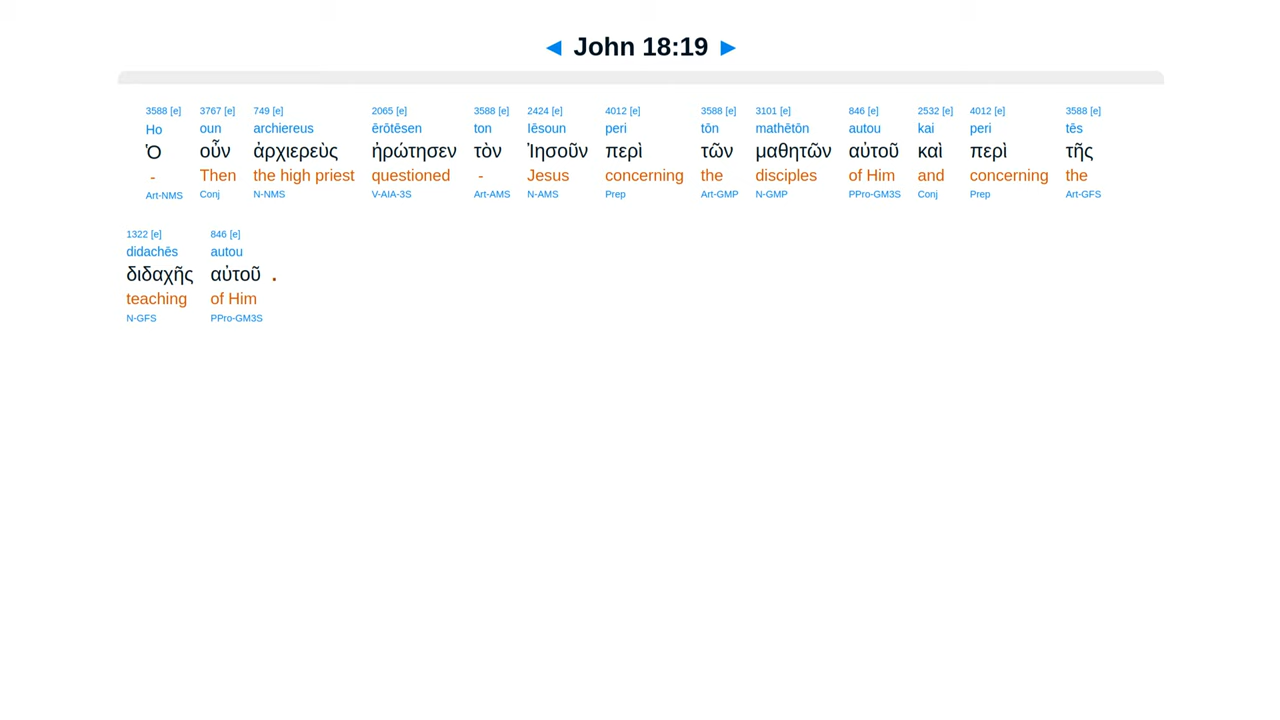 ◄ John 18:19 ►
3588 [e] 3767 [e] 749 [e] 2065 [e] 3588 [e] 2424 [e] 4012 [e] 3588 [e] 3101 [e] 846 [e] 2532 [e] 4012 [e] 3588 [e]
Ho oun archiereus ērōtēsen ton Iēsoun peri tōn mathētōn autou kai peri tēs
Ὁ οὖν ἀρχιερεὺς ἠρώτησεν τὸν Ἰησοῦν περὶ τῶν μαθητῶν αὐτοῦ καὶ περὶ τῆς
- Then the high priest questioned - Jesus concerning the disciples of Him and concerning the
Art-NMS Conj N-NMS V-AIA-3S Art-AMS N-AMS Prep Art-GMP N-GMP PPro-GM3S Conj Prep Art-GFS
1322 [e] 846 [e]
didachēs autou
διδαχῆς αὐτοῦ .
teaching of Him
N-GFS PPro-GM3S